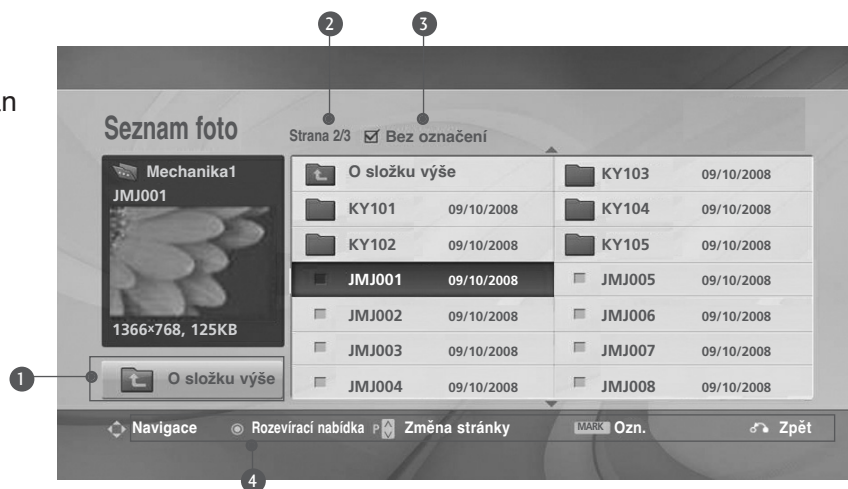 2 3
án
Seznam foto Strana 2/3 Bez označení
Mechanika1
JMJ001
1366×768, 125KB
O složku výše
KY101 09/10/2008
KY102 09/10/2008
JMJ001 09/10/2008
JMJ002 09/10/2008
JMJ003 09/10/2008
JMJ004 09/10/2008
KY103 09/10/2008
KY104 09/10/2008
KY105 09/10/2008
JMJ005 09/10/2008
JMJ006 09/10/2008
JMJ007 09/10/2008
JMJ008 09/10/2008
1 O složku výše
Navigace Rozevírací nabídka P Změna stránky MARK Ozn. Zpět
4